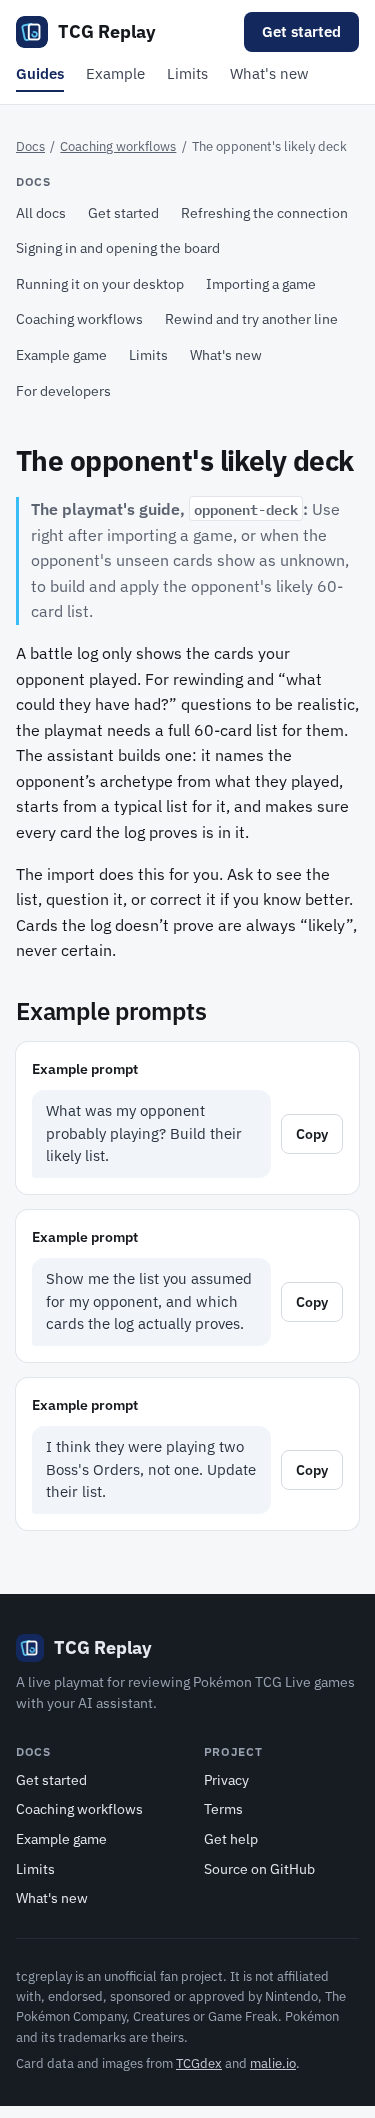 TCG Replay
Get started
Guides Example Limits What's new
Docs / Coaching workflows / The opponent's likely deck
DOCS
All docs Get started Refreshing the connection
Signing in and opening the board
Running it on your desktop Importing a game
Coaching workflows Rewind and try another line
Example game Limits What's new
For developers
The opponent's likely deck
The playmat's guide, opponent-deck: Use
right after importing a game, or when the
opponent's unseen cards show as unknown,
to build and apply the opponent's likely 60-
card list.
A battle log only shows the cards your
opponent played. For rewinding and “what
could they have had?” questions to be realistic,
the playmat needs a full 60-card list for them.
The assistant builds one: it names the
opponent’s archetype from what they played,
starts from a typical list for it, and makes sure
every card the log proves is in it.
The import does this for you. Ask to see the
list, question it, or correct it if you know better.
Cards the log doesn’t prove are always “likely”,
never certain.
Example prompts
Example prompt
What was my opponent
probably playing? Build their
likely list.
Copy
Example prompt
Show me the list you assumed
for my opponent, and which
cards the log actually proves.
Copy
Example prompt
I think they were playing two
Boss's Orders, not one. Update
their list.
Copy
TCG Replay
A live playmat for reviewing Pokémon TCG Live games
with your AI assistant.
DOCS
Get started
Coaching workflows
Example game
Limits
What's new
PROJECT
Privacy
Terms
Get help
Source on GitHub
tcgreplay is an unofficial fan project. It is not affiliated
with, endorsed, sponsored or approved by Nintendo, The
Pokémon Company, Creatures or Game Freak. Pokémon
and its trademarks are theirs.
Card data and images from TCGdex and malie.io.